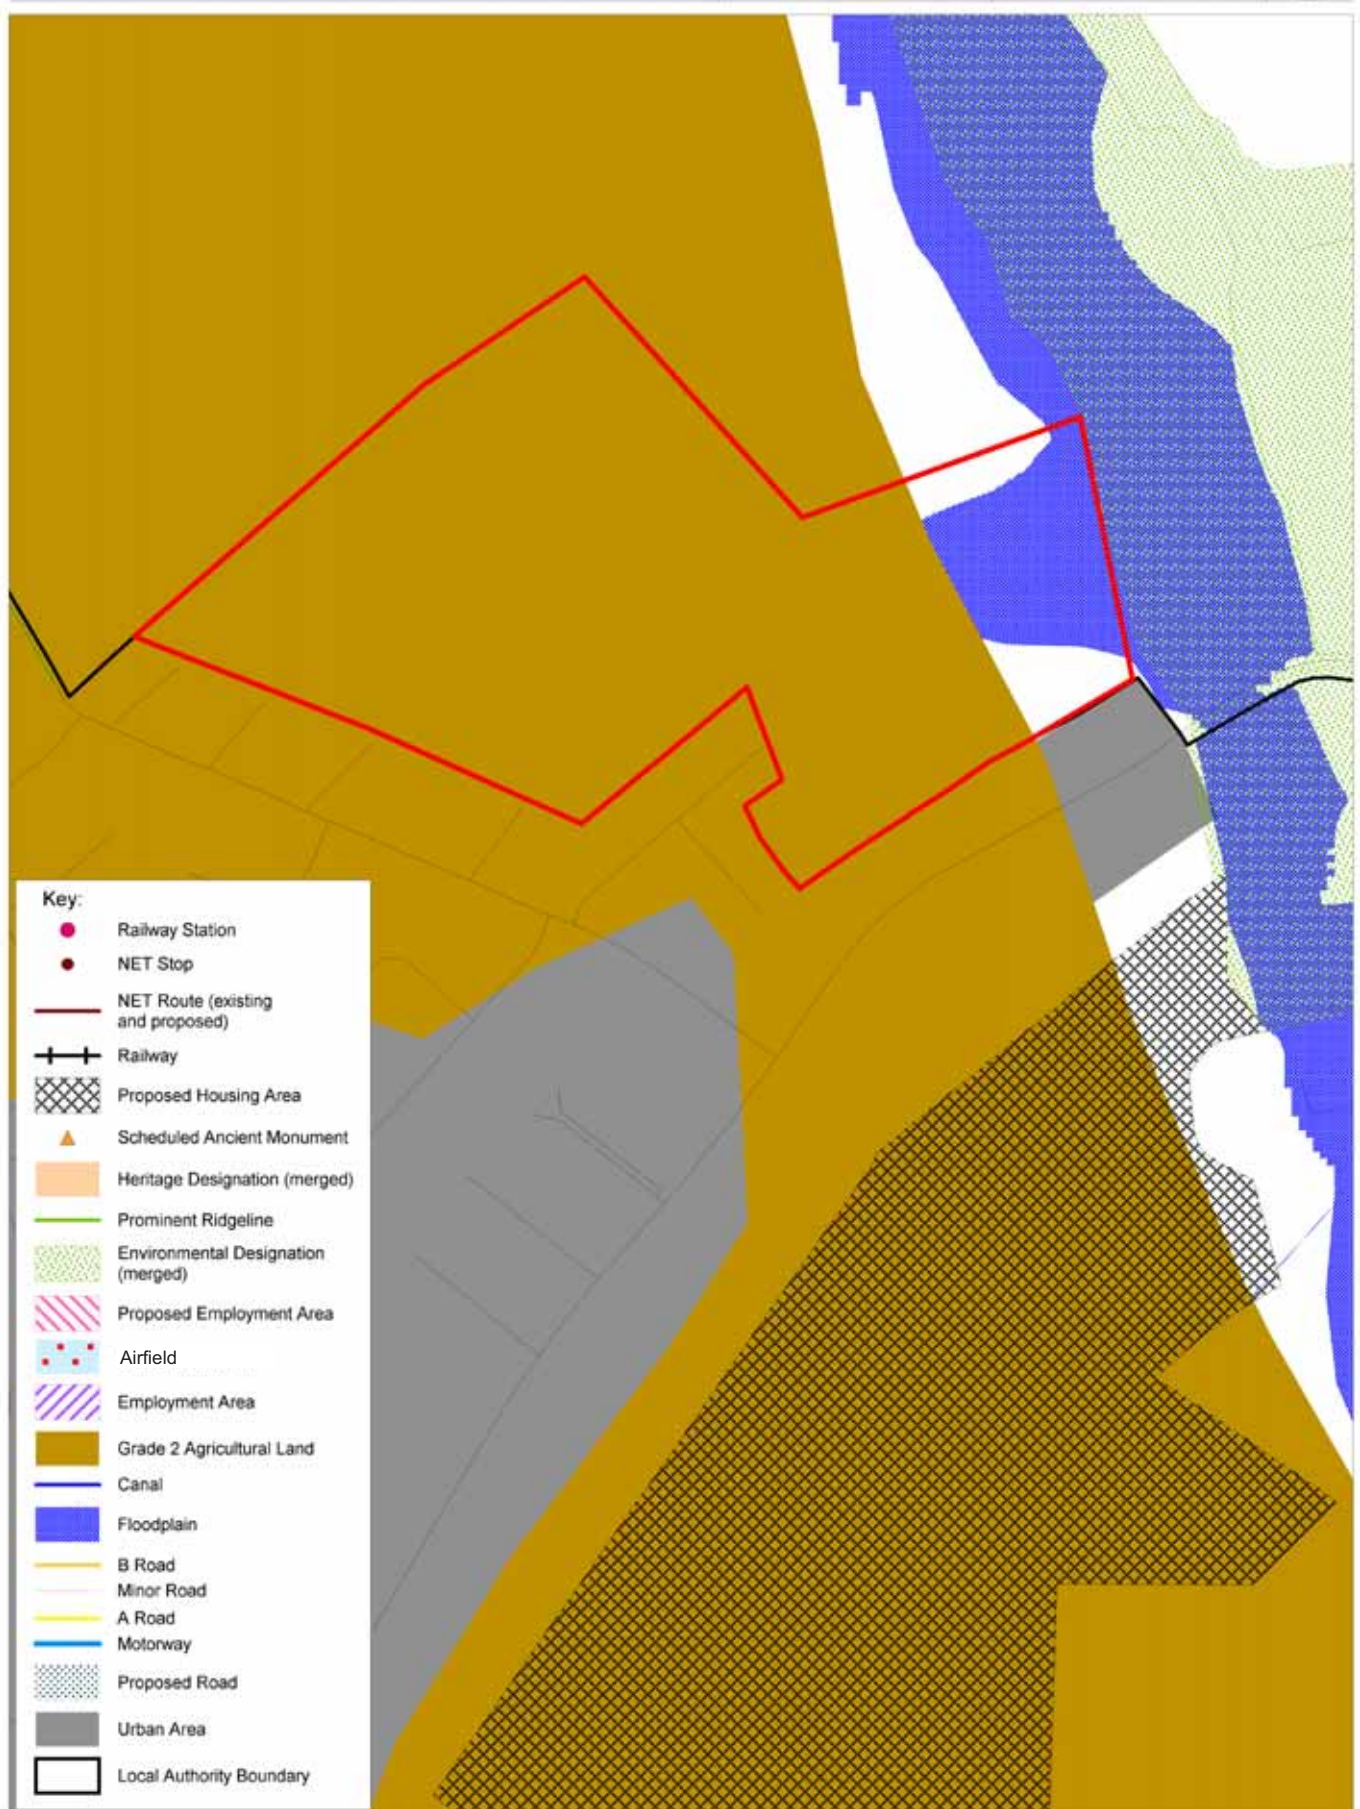 Key:
Railway Station
NET Stop
NET Route (existing
and proposed)
Railway
Proposed Housing Area
Scheduled Ancient Monument
Heritage Designation (merged)
Prominent Ridgeline
Environmental Designation
(merged)
Proposed Employment Area
Airfield
Employment Area
Grade 2 Agricultural Land
Canal
Floodplain
B Road
Minor Road
A Road
Motorway
Proposed Road
Urban Area
Local Authority Boundary